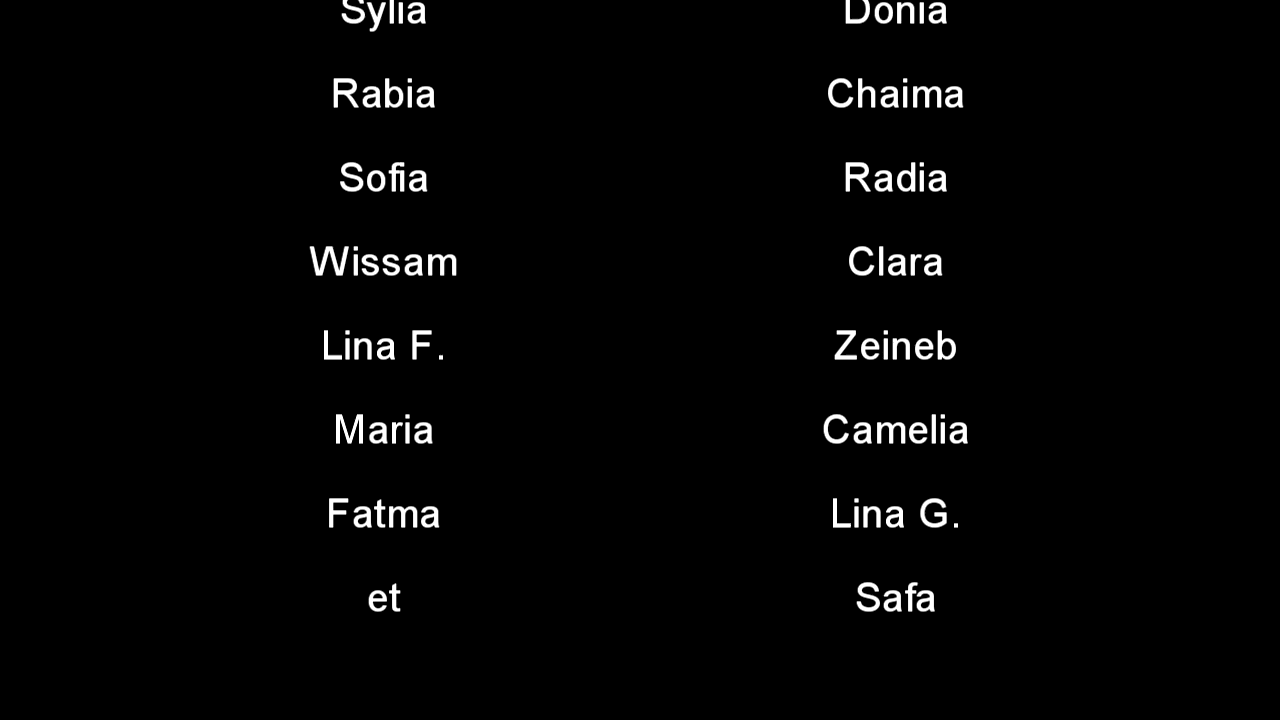 Sylia Donia
Rabia Chaima
Sofia Radia
Wissam Clara
Lina F. Zeineb
Maria Camelia
Fatma Lina G.
et Safa